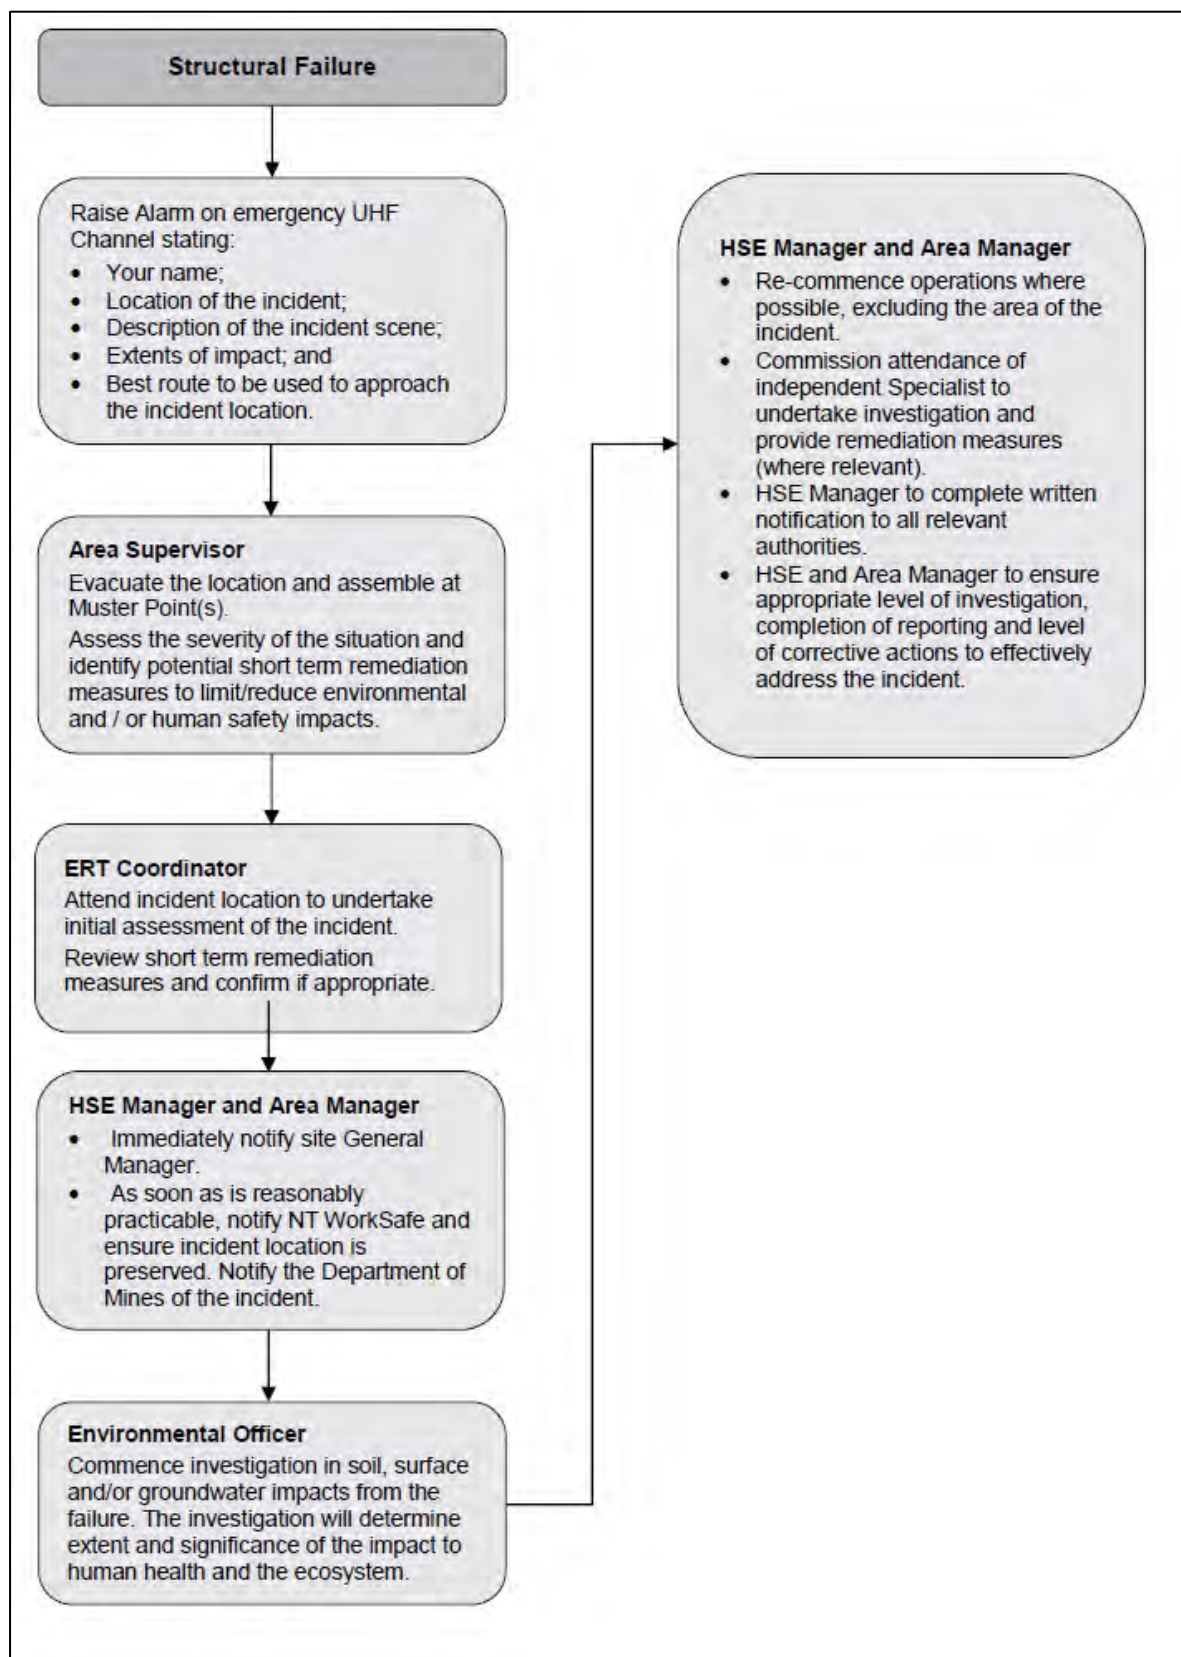 Structural Failure
Raise Alarm on emergency UHF
Channel stating:
• Your name;
• Location of the incident;
• Description of the incident scene;
• Extents of impact; and
• Best route to be used to approach
the incident location.
Area Supervisor
Evacuate the location and assemble at
Muster Point(s).
Assess the severity of the situation and
identify potential short term remediation
measures to limit/reduce environmental
and / or human safety impacts.
ERT Coordinator
Attend incident location to undertake
initial assessment of the incident.
Review short term remediation
measures and confirm if appropriate.
HSE Manager and Area Manager
• Immediately notify site General
Manager.
• As soon as is reasonably
practicable, notify NT WorkSafe and
ensure incident location is
preserved. Notify the Department of
Mines of the incident.
Environmental Officer
Commence investigation in soil, surface
and/or groundwater impacts from the
failure. The investigation will determine
extent and significance of the impact to
human health and the ecosystem.
HSE Manager and Area Manager
• Re-commence operations where
possible, excluding the area of the
incident.
• Commission attendance of
independent Specialist to
undertake investigation and
provide remediation measures
(where relevant).
• HSE Manager to complete written
notification to all relevant
authorities.
• HSE and Area Manager to ensure
appropriate level of investigation,
completion of reporting and level
of corrective actions to effectively
address the incident.